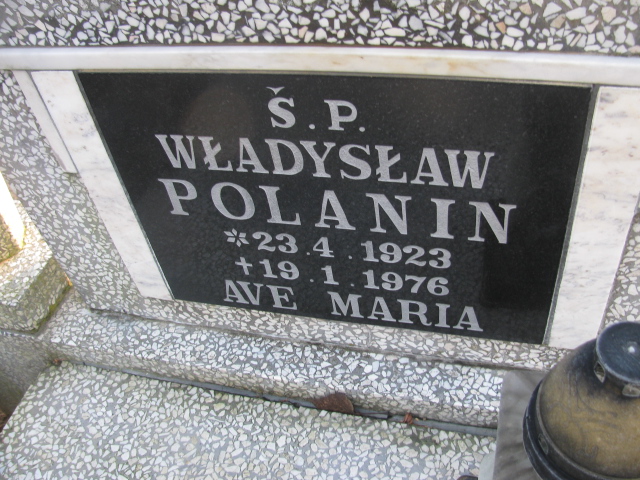 Ś.P.
WŁADYSŁAW
POLANIN
*23.4.1923
†19.1.1976
AVE MARIA